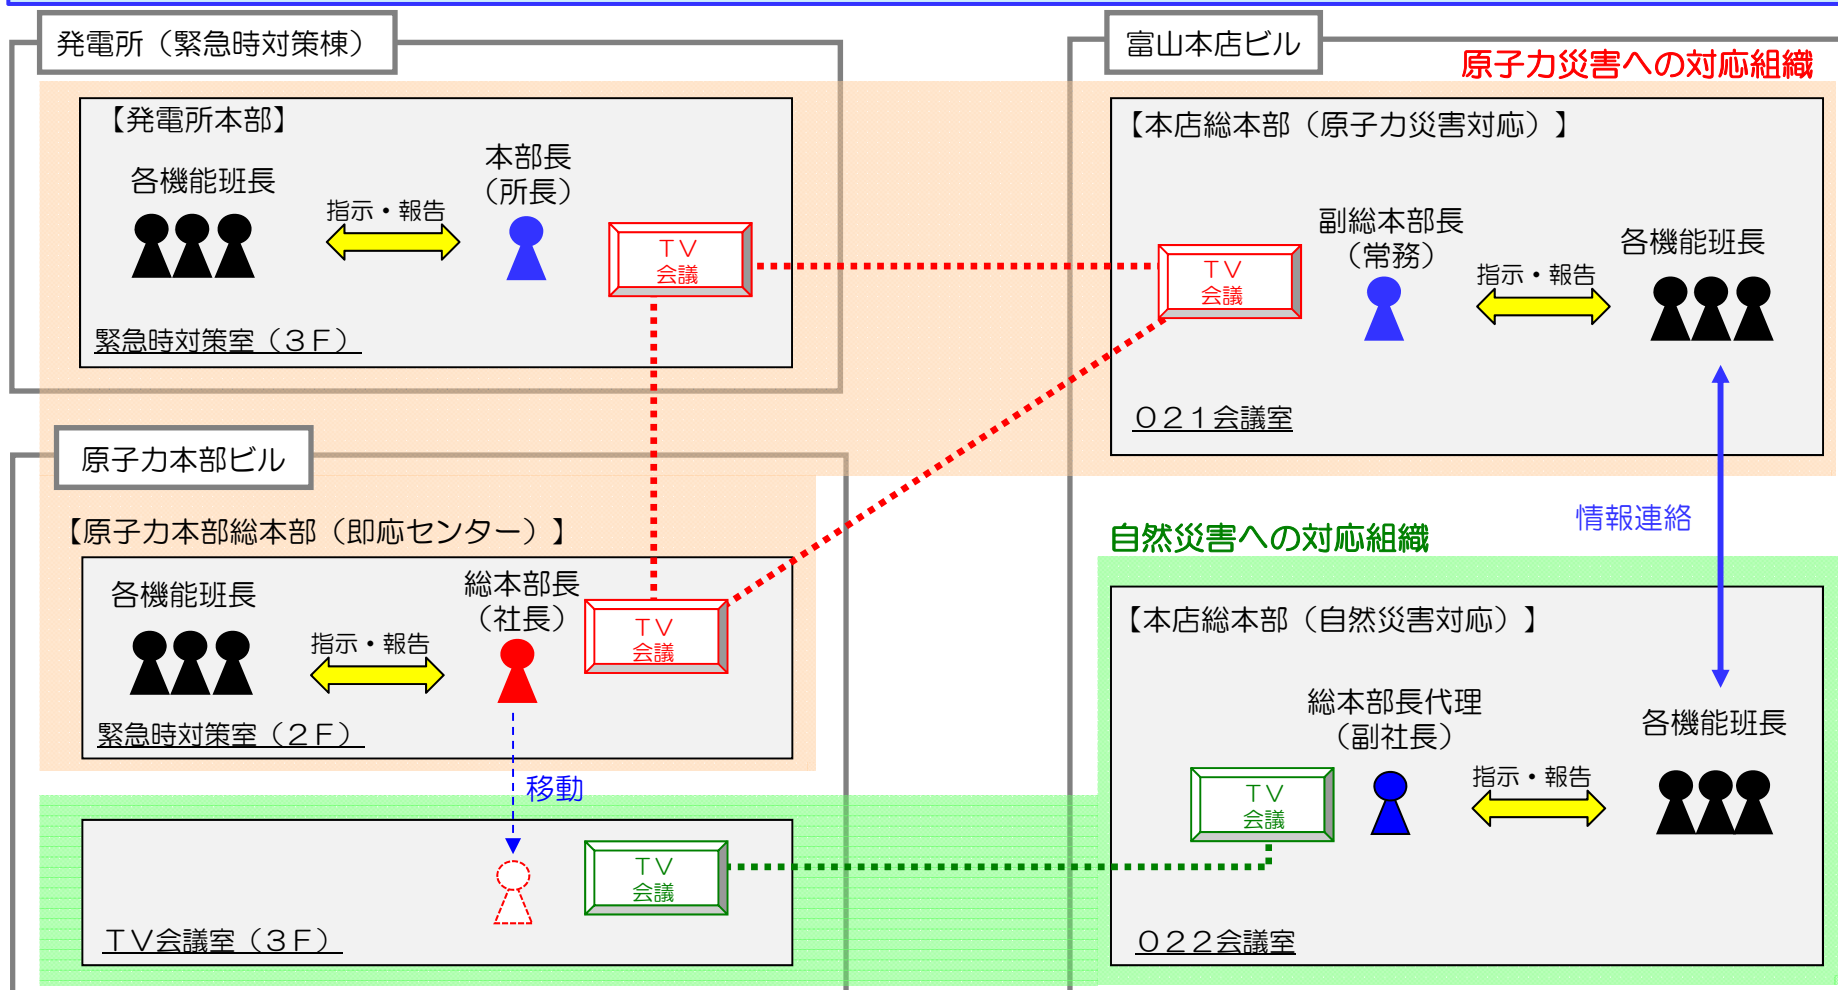 発電所（緊急時対策棟）
【発電所本部】
各機能班長
指示・報告
本部長
（所長）
ＴＶ
会議
緊急時対策室（３Ｆ）
富山本店ビル
原子力災害への対応組織
【本店総本部（原子力災害対応）】
ＴＶ
会議
副総本部長
（常務）
指示・報告
各機能班長
０２１会議室
原子力本部ビル
【原子力本部総本部（即応センター）】
各機能班長
指示・報告
総本部長
（社長）
ＴＶ
会議
緊急時対策室（２Ｆ）
移動
ＴＶ
会議
ＴＶ会議室（３Ｆ）
情報連絡
自然災害への対応組織
【本店総本部（自然災害対応）】
総本部長代理
（副社長）
ＴＶ
会議
指示・報告
各機能班長
０２２会議室